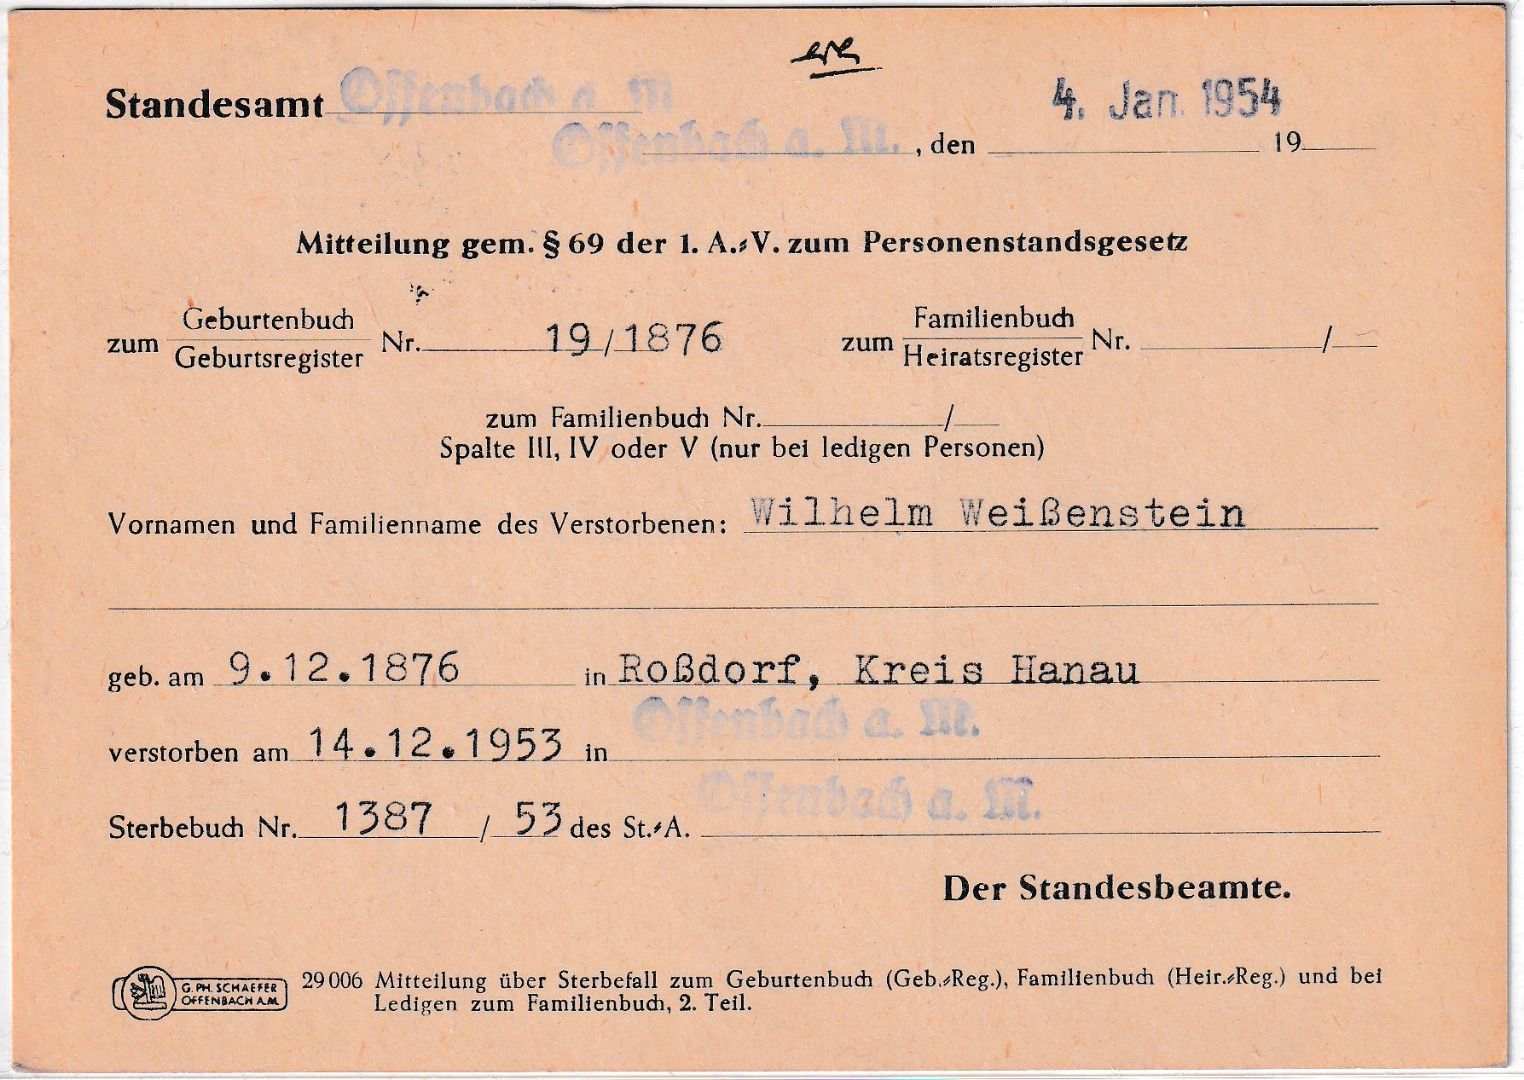 Standesamt Offenbach a. M
4. Jan. 1954
Offenbach a. M., den 19
Mitteilung gem. § 69 der 1. A.-V. zum Personenstandsgesetz
zum Geburtenbuch Nr. 19/1876 zum Familienbuch Nr. /
Geburtsregister Heiratsregister
zum Familienbuch Nr. /
Spalte III, IV oder V (nur bei ledigen Personen)
Vornamen und Familienname des Verstorbenen: Wilhelm Weißenstein
geb. am 9.12.1876 in Roßdorf, Kreis Hanau
verstorben am 14.12.1953 in Offenbach a. M.
Sterbebuch Nr. 1387 / 53 des St.-A. Offenbach a. M.
Der Standesbeamte.
G. PH. SCHAEFER
OFFENBACH A.M.
29 006 Mitteilung über Sterbefall zum Geburtenbuch (Geb.-Reg.), Familienbuch (Heir.-Reg.) und bei
Ledigen zum Familienbuch, 2. Teil.